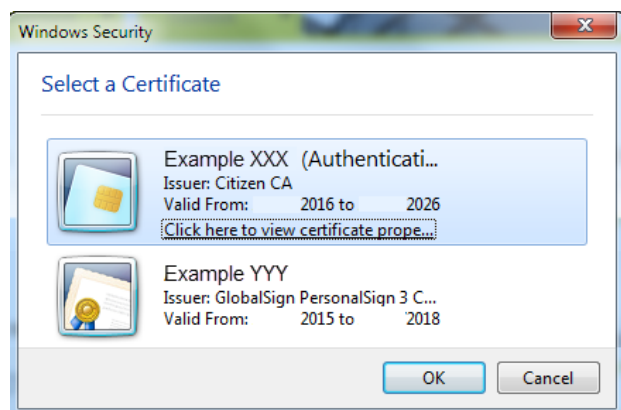 Windows Security
Select a Certificate
Example XXX (Authenticati...
Issuer: Citizen CA
Valid From: 2016 to 2026
Click here to view certificate prope...
Example YYY
Issuer: GlobalSign PersonalSign 3 C...
Valid From: 2015 to 2018
OK Cancel